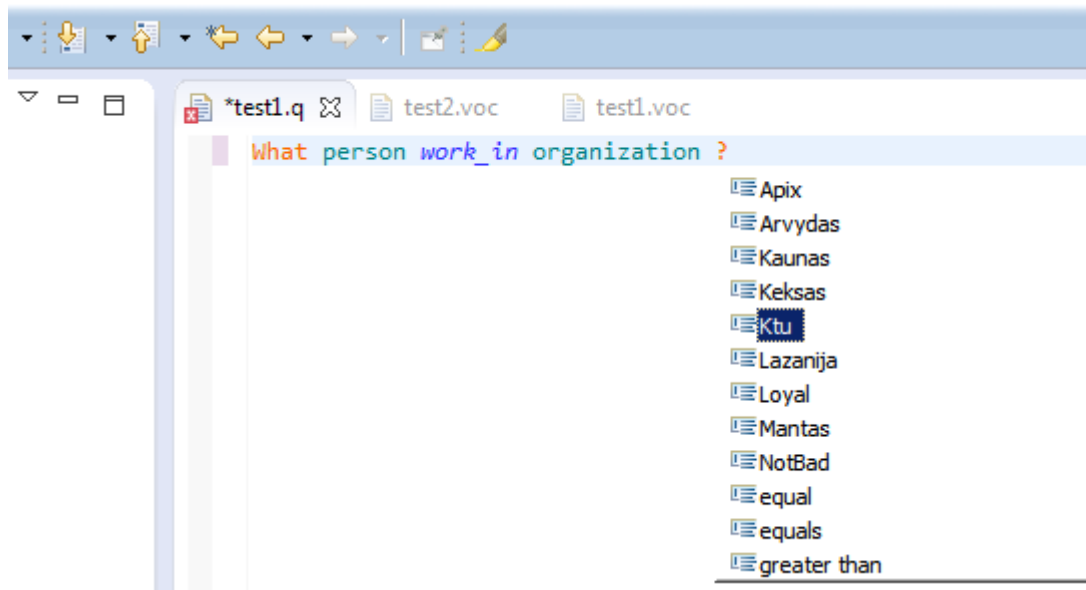 *test1.q test2.voc test1.voc
What person work_in organization ?
Apix
Arvydas
Kaunas
Keksas
Ktu
Lazanija
Loyal
Mantas
NotBad
equal
equals
greater than